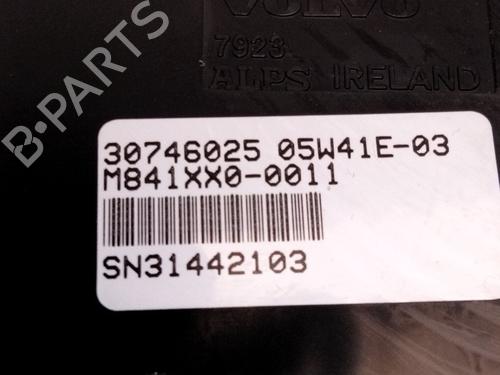 VOLVO
7923
ALPS IRELAND
30746025 05W41E-03
M841XX0-0011
SN31442103
B-Parts